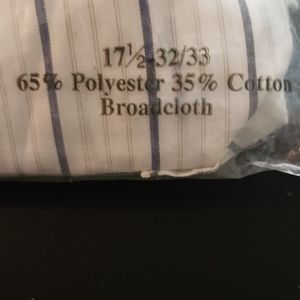 17½-32/33
65% Polyester 35% Cotton
Broadcloth